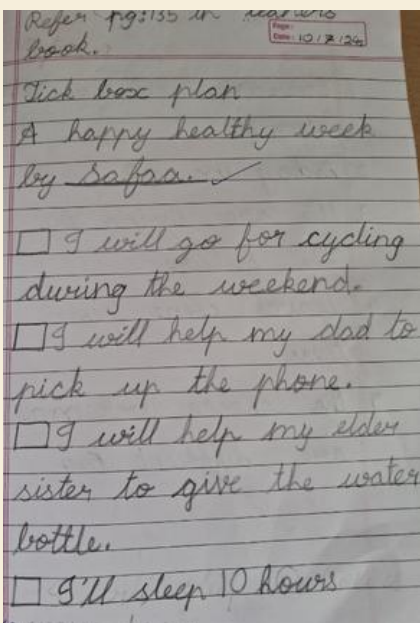 Refer pg:135 in learners
book.
Page:
Date: 10/7/24
Tick box plan
A happy healthy week
by Safaa.
I will go for cycling
during the weekend.
I will help my dad to
pick up the phone.
I will help my elder
sister to give the water
bottle.
I'll sleep 10 hours